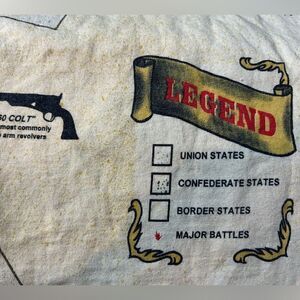 60 COLT"
most commonly
arm revolvers
LEGEND
UNION STATES
CONFEDERATE STATES
BORDER STATES
MAJOR BATTLES